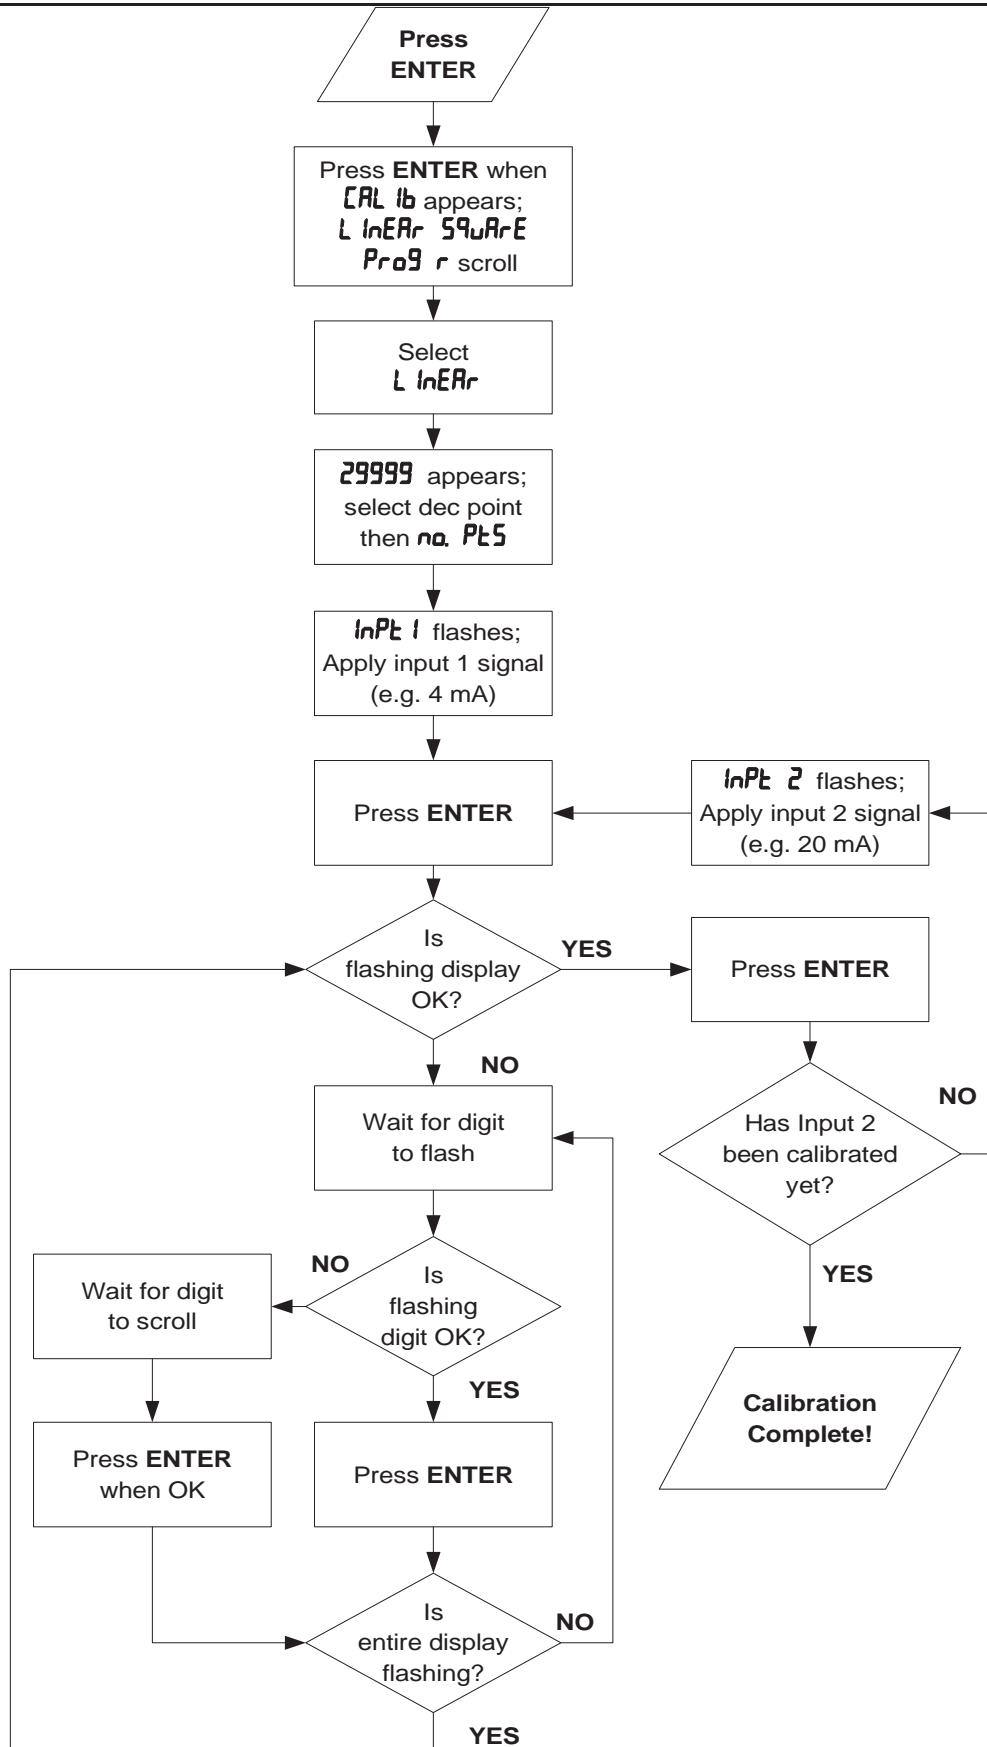 Press
ENTER
Press ENTER when
CALib appears;
LinEAr SquArE
Prog r scroll
Select
LinEAr
29999 appears;
select dec point
then no. PtS
InPt 1 flashes;
Apply input 1 signal
(e.g. 4 mA)
Press ENTER
InPt 2 flashes;
Apply input 2 signal
(e.g. 20 mA)
Is
flashing display
OK?
YES
Press ENTER
NO
Wait for digit
to flash
Has Input 2
been calibrated
yet?
NO
YES
Wait for digit
to scroll
NO
Is
flashing
digit OK?
YES
Calibration
Complete!
Press ENTER
when OK
Press ENTER
Is
entire display
flashing?
NO
YES